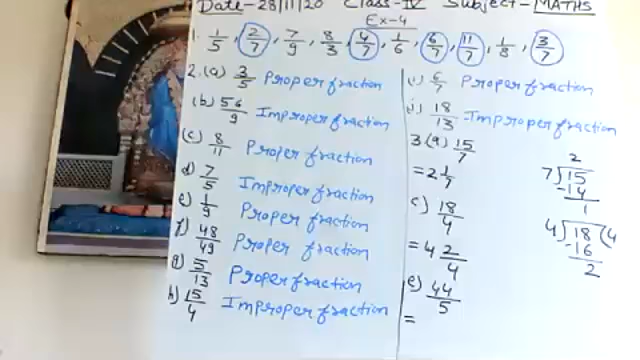 Date-28/11/20 Class-IV Subject-MATHS
Ex-4
1. 1/5, 2/7, 7/9, 8/3, 4/7, 1/6, 6/7, 11/7, 1/8, 3/7
2.(a) 3/5 Proper fraction
(b) 56/9 Improper fraction
(c) 8/11 Proper fraction
d) 7/5 Improper fraction
e) 1/9 Proper fraction
f) 48/49 Proper fraction
g) 5/13 Proper fraction
h) 15/4 Improper fraction
(i) 6/7 Proper fraction
j) 18/13 Improper fraction
3(a) 15/7
= 2 1/7
2
7)15
-14
1
c) 18/4
= 4 2/4
4)18(4
-16
2
e) 44/5
=